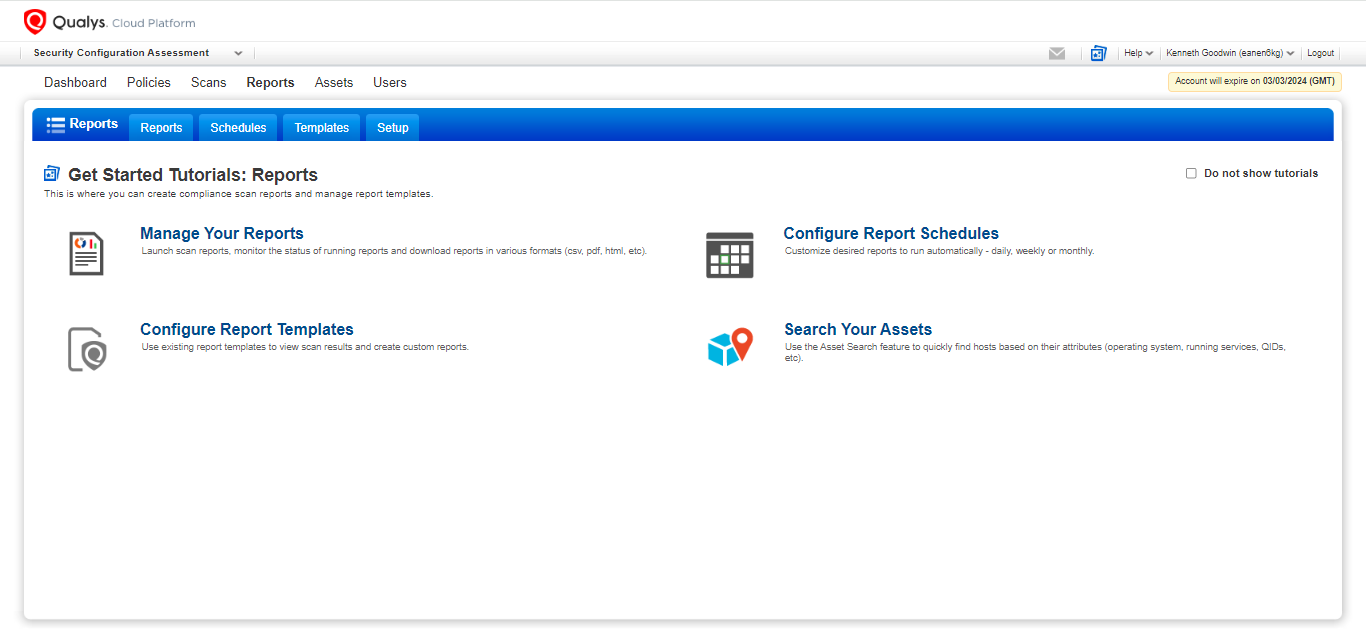 Qualys. Cloud Platform
Security Configuration Assessment
Help
Kenneth Goodwin (eanen6kg)
Logout
Dashboard Policies Scans Reports Assets Users
Account will expire on 03/03/2024 (GMT)
Reports Reports Schedules Templates Setup
Get Started Tutorials: Reports
Do not show tutorials
This is where you can create compliance scan reports and manage report templates.
Manage Your Reports
Launch scan reports, monitor the status of running reports and download reports in various formats (csv, pdf, html, etc).
Configure Report Schedules
Customize desired reports to run automatically - daily, weekly or monthly.
Configure Report Templates
Use existing report templates to view scan results and create custom reports.
Search Your Assets
Use the Asset Search feature to quickly find hosts based on their attributes (operating system, running services, QIDs,
etc).